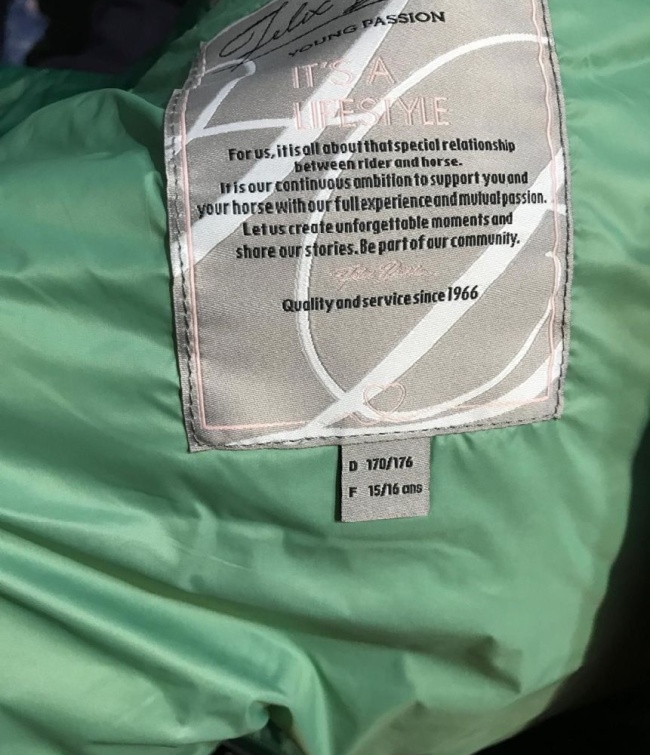 Felix
YOUNG PASSION
IT'S A
LIFESTYLE
For us, it is all about that special relationship
between rider and horse.
It is our continuous ambition to support you and
your horse with our full experience and mutual passion.
Let us create unforgettable moments and
share our stories. Be part of our community.
Quality and service since 1966
D 170/176
F 15/16 ans